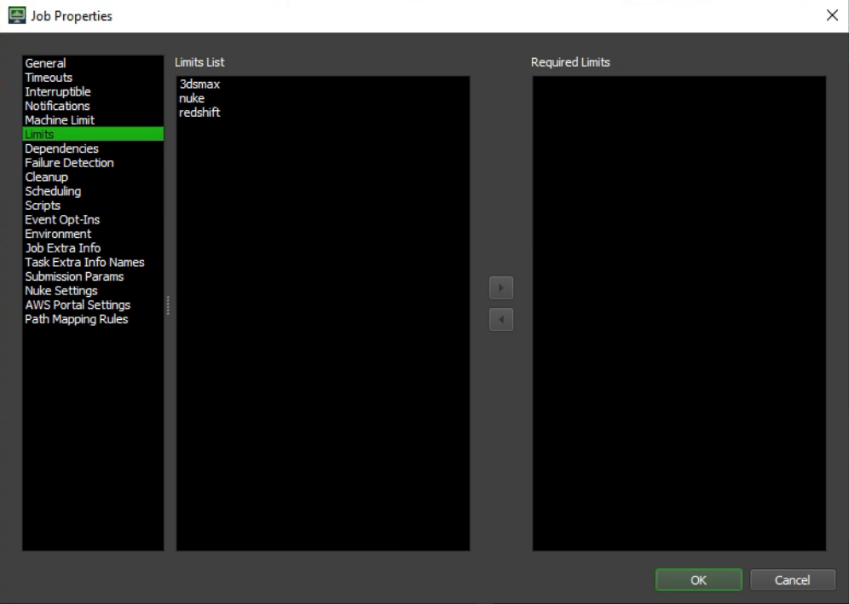 Job Properties
General
Timeouts
Interruptible
Notifications
Machine Limit
Limits
Dependencies
Failure Detection
Cleanup
Scheduling
Scripts
Event Opt-Ins
Environment
Job Extra Info
Task Extra Info Names
Submission Params
Nuke Settings
AWS Portal Settings
Path Mapping Rules
Limits List
3dsmax
nuke
redshift
Required Limits
OK
Cancel